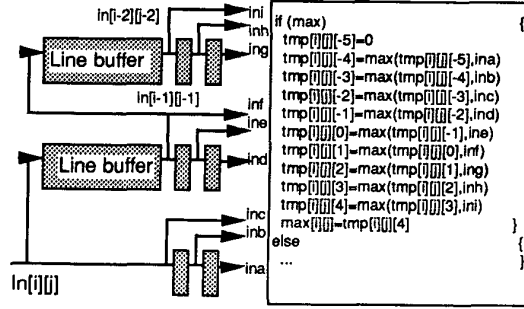 in[i-2][j-2]
ini
inh
ing
Line buffer
in[i-1][j-1]
inf
ine
ind
Line buffer
inc
inb
ina
In[i][j]
if (max) {
tmp[i][j][-5]=0
tmp[i][j][-4]=max(tmp[i][j][-5],ina)
tmp[i][j][-3]=max(tmp[i][j][-4],inb)
tmp[i][j][-2]=max(tmp[i][j][-3],inc)
tmp[i][j][-1]=max(tmp[i][j][-2],ind)
tmp[i][j][0]=max(tmp[i][j][-1],ine)
tmp[i][j][1]=max(tmp[i][j][0],inf)
tmp[i][j][2]=max(tmp[i][j][1],ing)
tmp[i][j][3]=max(tmp[i][j][2],inh)
tmp[i][j][4]=max(tmp[i][j][3],ini)
max[i][j]=tmp[i][j][4] }
else {
... }